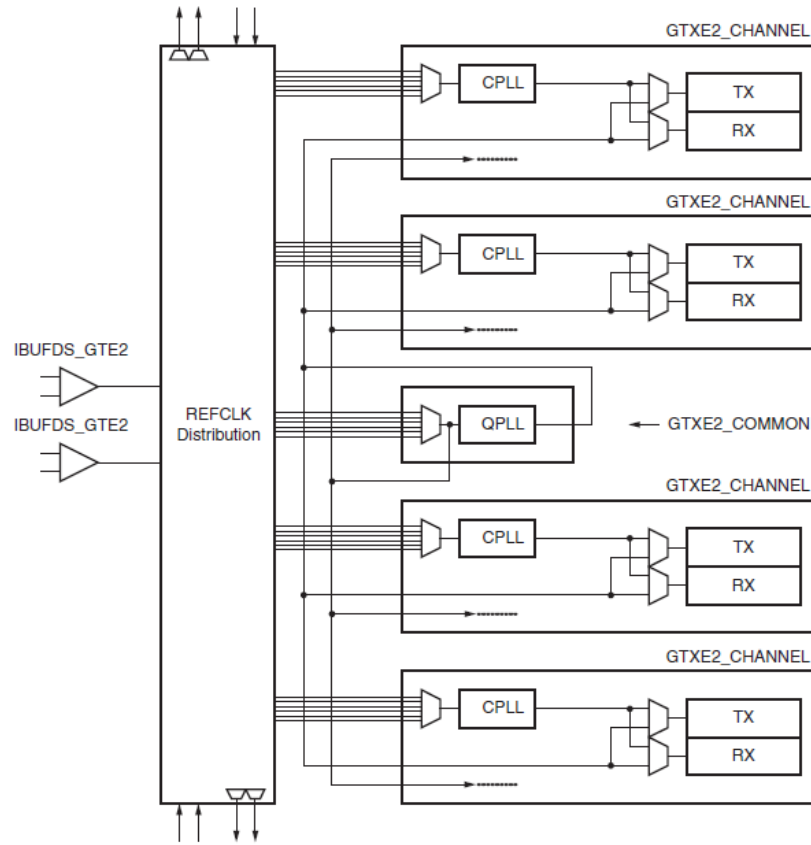 GTXE2_CHANNEL
CPLL
TX
RX
GTXE2_CHANNEL
CPLL
TX
RX
IBUFDS_GTE2
IBUFDS_GTE2
REFCLK
Distribution
QPLL
GTXE2_COMMON
GTXE2_CHANNEL
CPLL
TX
RX
GTXE2_CHANNEL
CPLL
TX
RX